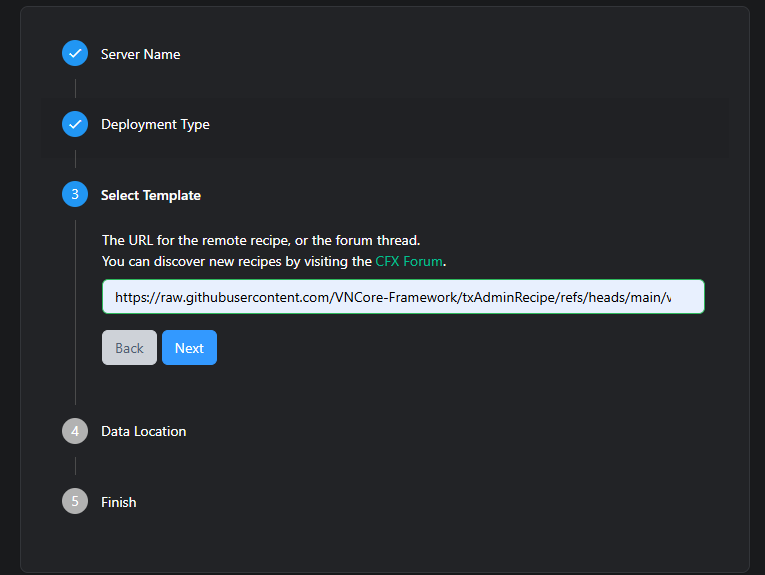 Server Name
Deployment Type
3 Select Template
The URL for the remote recipe, or the forum thread.
You can discover new recipes by visiting the CFX Forum.
https://raw.githubusercontent.com/VNCore-Framework/txAdminRecipe/refs/heads/main/
Back Next
4 Data Location
5 Finish